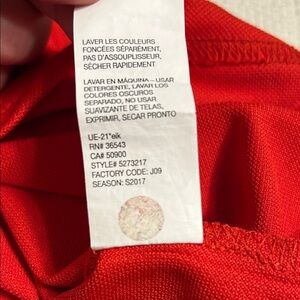 LAVER LES COULEURS
FONCÉES SÉPARÉMENT,
PAS D'ASSOUPLISSEUR,
SÉCHER RAPIDEMENT
LAVAR EN MÁQUINA - USAR
DETERGENTE, LAVAR LOS
COLORES OSCUROS
SEPARADO, NO USAR
SUAVIZANTE DE TELAS,
EXPRIMIR, SECAR PRONTO
UE-21"eik
RN# 36543
CA# 50900
STYLE# 5273217
FACTORY CODE: J09
SEASON: S2017